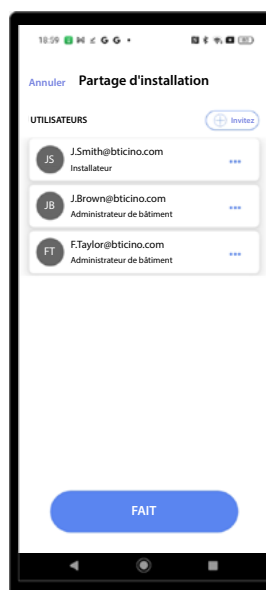 18:59
Annuler Partage d'installation
UTILISATEURS Invitez
JS J.Smith@bticino.com
Installateur
JB J.Brown@bticino.com
Administrateur de bâtiment
FT F.Taylor@bticino.com
Administrateur de bâtiment
FAIT